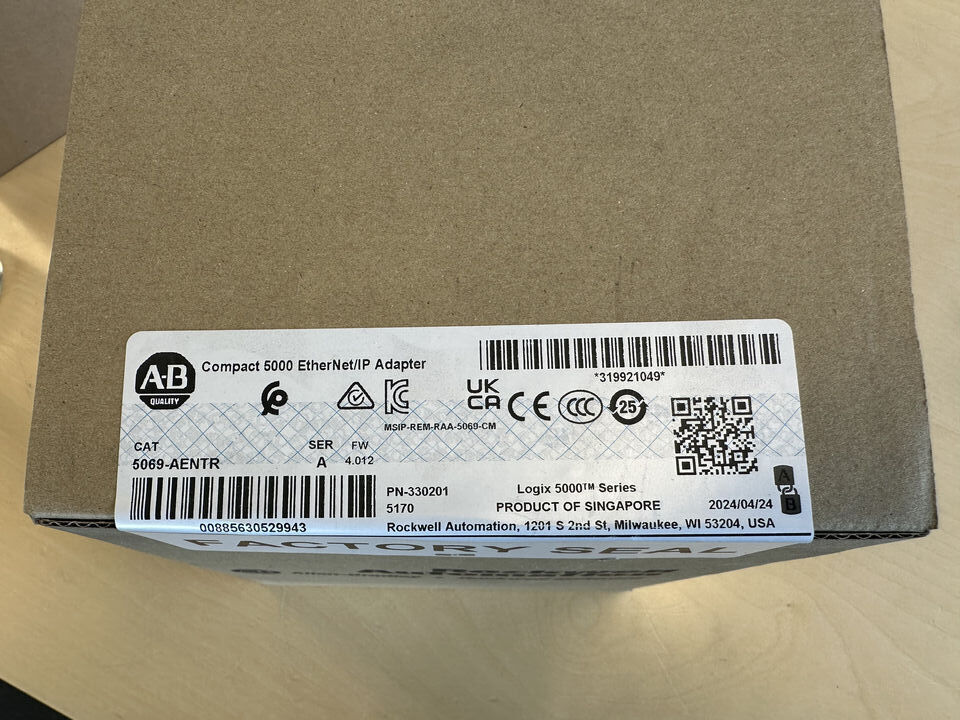 A-B
QUALITY
Compact 5000 EtherNet/IP Adapter
*319921049*
UK
CA
CE
CCC
25
MSIP-REM-RAA-5069-CM
CAT
5069-AENTR
SER
A
FW
4.012
00885630529943
PN-330201
5170
Logix 5000™ Series
PRODUCT OF SINGAPORE
2024/04/24
A
B
Rockwell Automation, 1201 S 2nd St, Milwaukee, WI 53204, USA
FACTORY SEAL